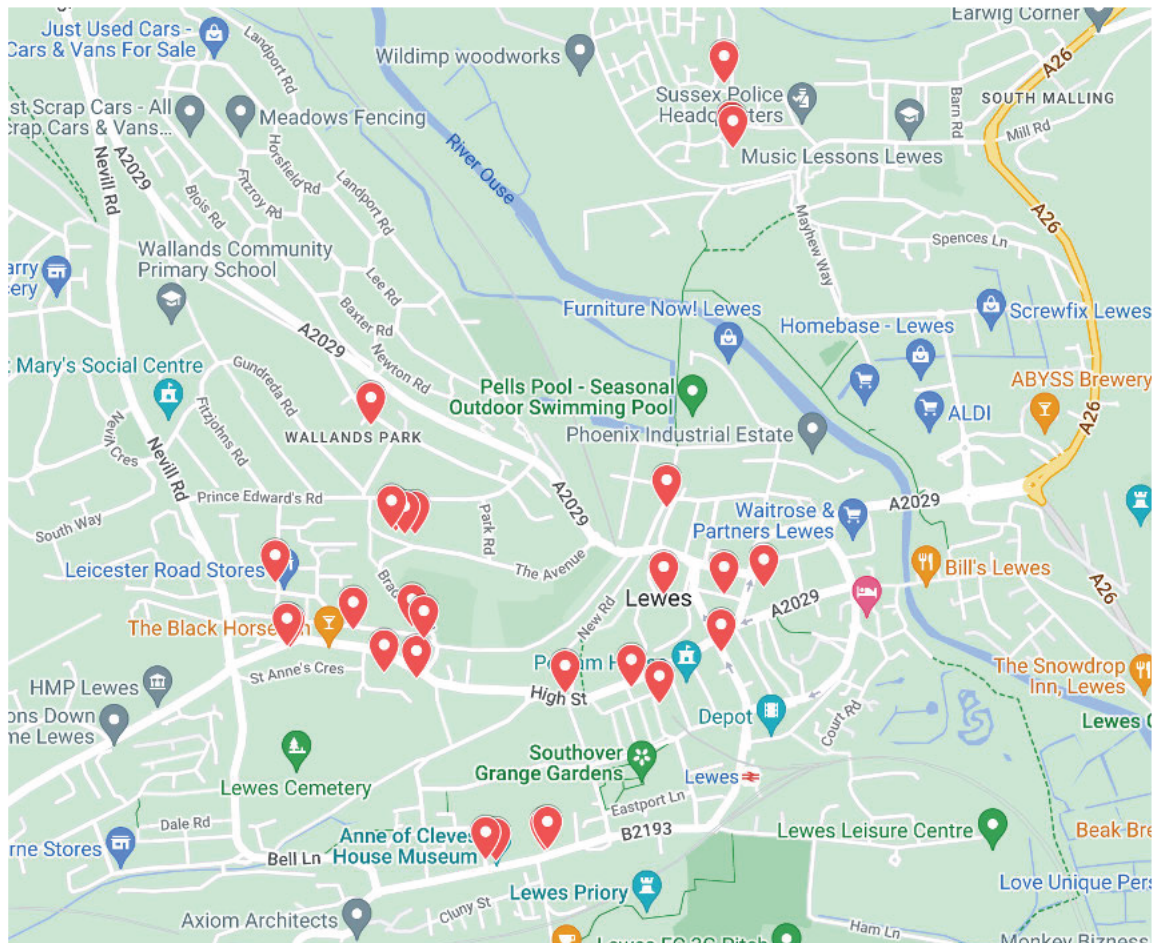 Just Used Cars -
Cars & Vans For Sale
Landport Rd
Wildimp woodworks
Earwig Corner
A26
SOUTH MALLING
Sussex Police
Headquarters
Barn Rd
Mill Rd
st Scrap Cars - All
crap Cars & Vans...
Meadows Fencing
Music Lessons Lewes
River Ouse
A2029
Nevill Rd
Horsfield Rd
Fitzroy Rd
Blois Rd
Landport Rd
Mayhew Way
A26
Spences Ln
Wallands Community
Primary School
Lee Rd
Baxter Rd
Furniture Now! Lewes
Homebase - Lewes
Screwfix Lewes
A2029
Newton Rd
Mary's Social Centre
Gundreda Rd
Fitzjohns Rd
Pells Pool - Seasonal
Outdoor Swimming Pool
ABYSS Brewery
ALDI
A26
WALLANDS PARK
Phoenix Industrial Estate
Nevill Cres
Nevill Rd
Prince Edward's Rd
South Way
Park Rd
A2029
Waitrose &
Partners Lewes
A2029
The Avenue
Leicester Road Stores
Bill's Lewes
A26
Lewes
A2029
New Rd
The Black Horse
St Anne's Cres
High St
HMP Lewes
The Snowdrop
Inn, Lewes
Depot
Court Rd
Lewes
Southover
Grange Gardens
Lewes
Lewes Cemetery
Eastport Ln
B2193
Dale Rd
Anne of Cleves
House Museum
Lewes Leisure Centre
Bell Ln
Lewes Priory
Love Unique
Axiom Architects
Cluny St
Ham Ln
Monkey Bizness